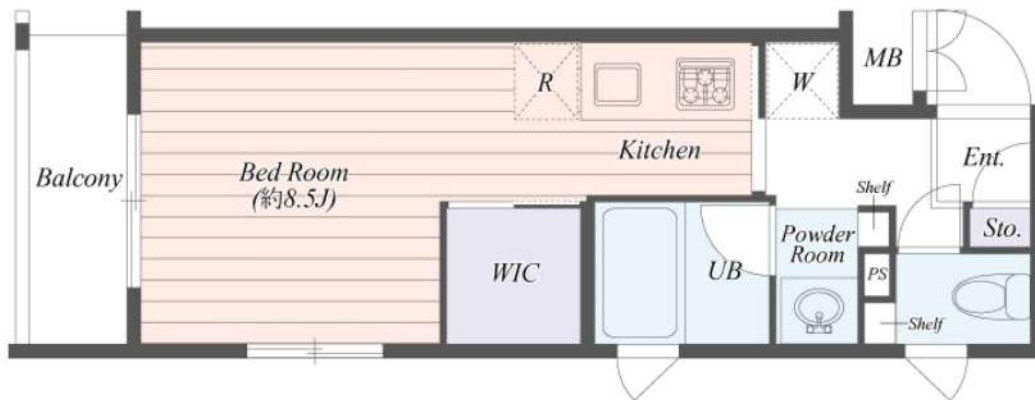 MB
R
W
Kitchen
Ent.
Balcony
Bed Room
(約8.5J)
Shelf
Sto.
Powder
Room
WIC
UB
PS
Shelf